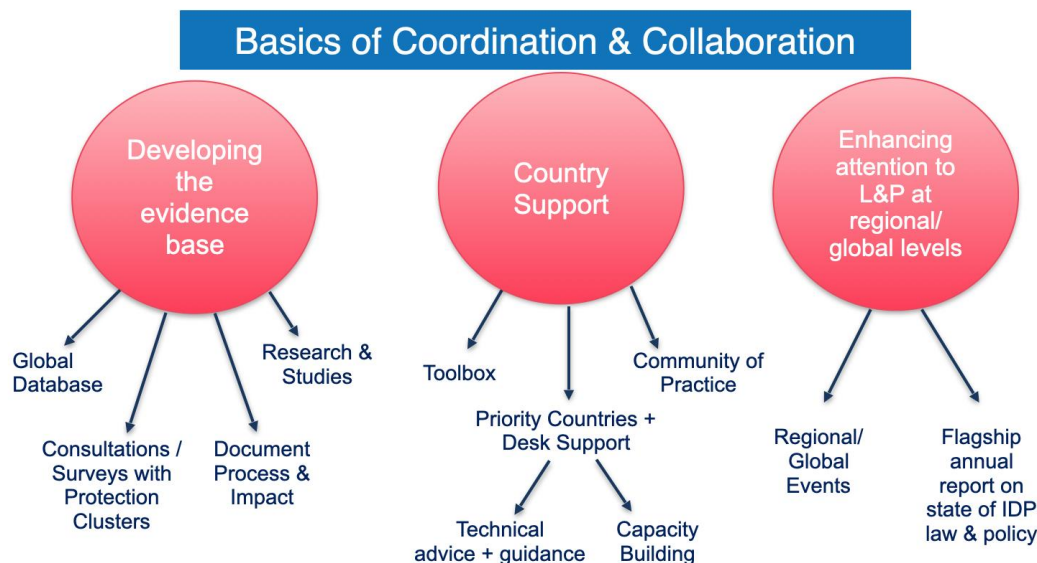 Basics of Coordination & Collaboration
Developing
the
evidence
base
Country
Support
Enhancing
attention to
L&P at
regional/
global levels
Global
Database
Consultations /
Surveys with
Protection
Clusters
Document
Process &
Impact
Research &
Studies
Toolbox
Priority Countries +
Desk Support
Community of
Practice
Technical
advice + guidance
Capacity
Building
Regional/
Global
Events
Flagship
annual
report on
state of IDP
law & policy